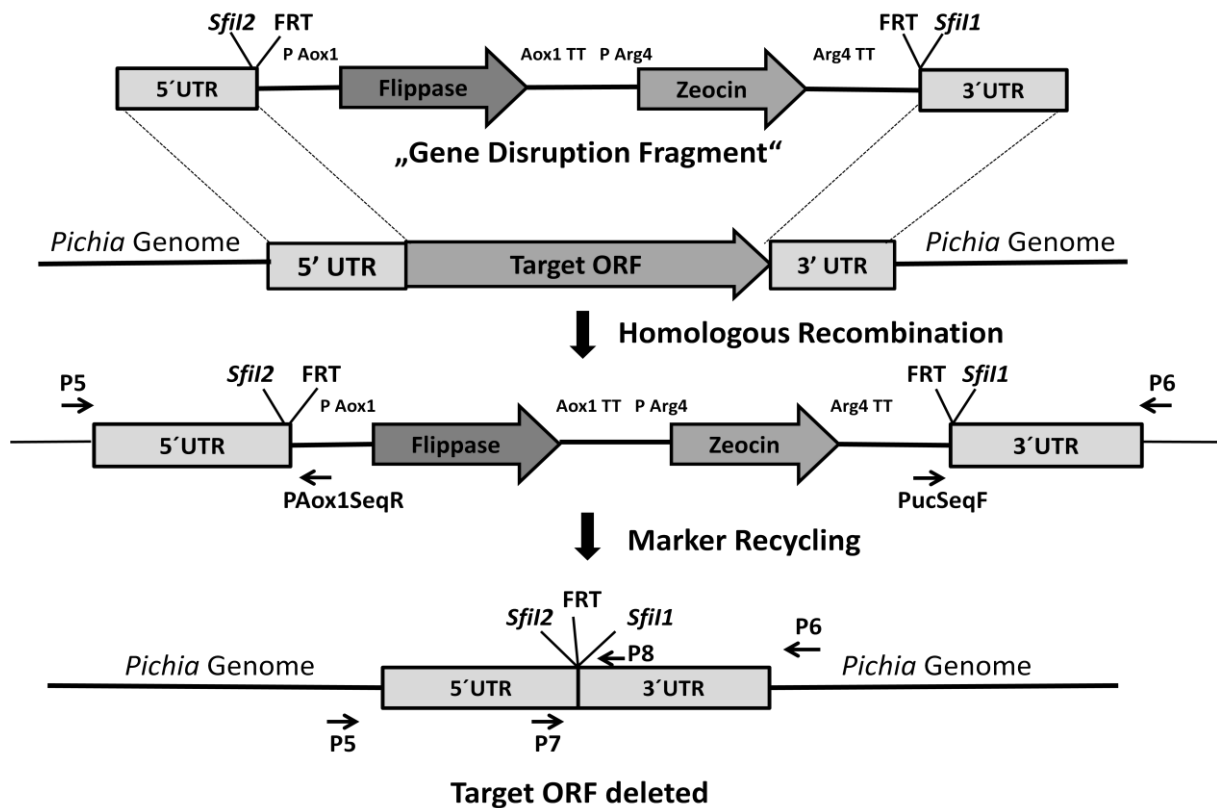 SfiI2 FRT FRT SfiI1
P Aox1 Aox1 TT P Arg4 Arg4 TT
5´UTR Flippase Zeocin 3´UTR
„Gene Disruption Fragment“
Pichia Genome Pichia Genome
5’ UTR Target ORF 3’ UTR
Homologous Recombination
P5 SfiI2 FRT FRT SfiI1 P6
P Aox1 Aox1 TT P Arg4 Arg4 TT
5´UTR Flippase Zeocin 3´UTR
PAox1SeqR PucSeqF
Marker Recycling
FRT
SfiI2 SfiI1
P6
Pichia Genome P8 Pichia Genome
5´UTR 3´UTR
P5 P7
Target ORF deleted